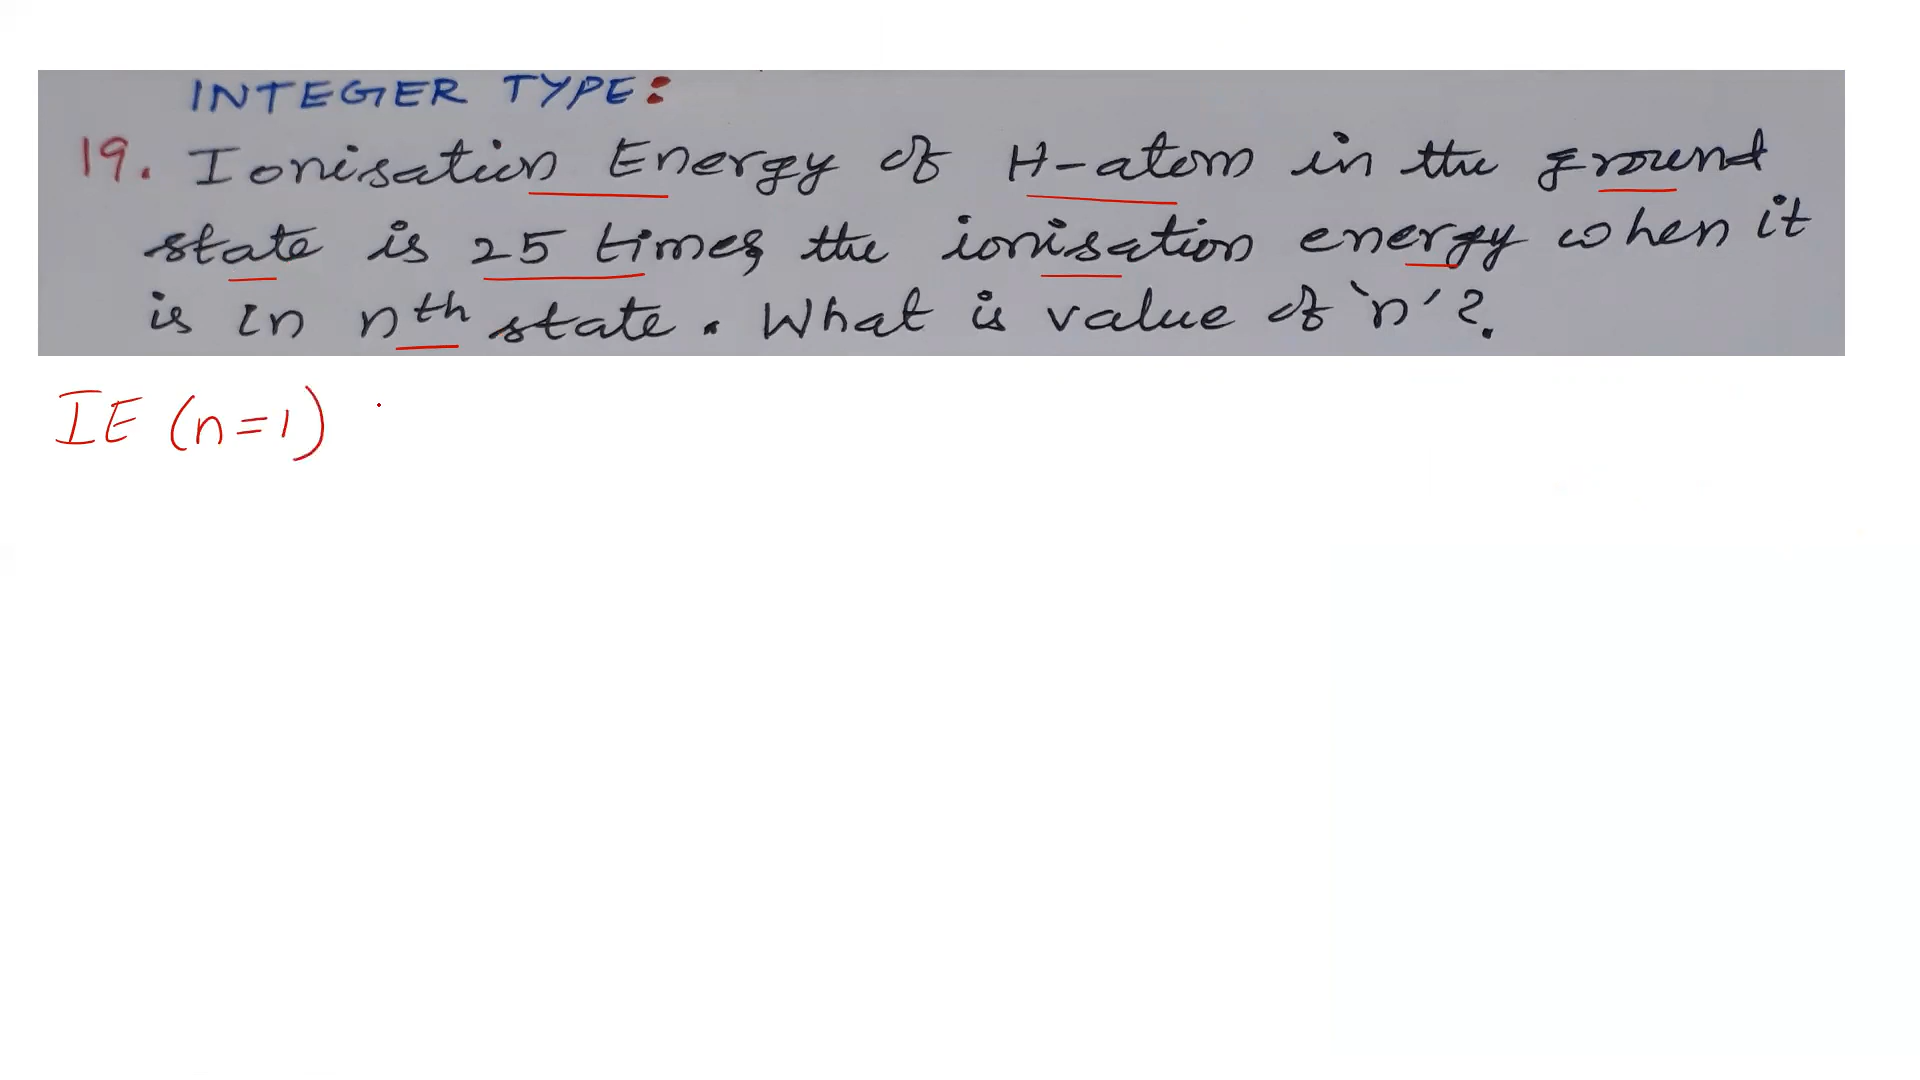 INTEGER TYPE:
19. Ionisation Energy of H-atom in the ground
state is 25 times the ionisation energy when it
is in nth state. What is value of 'n'?.
IE (n=1)